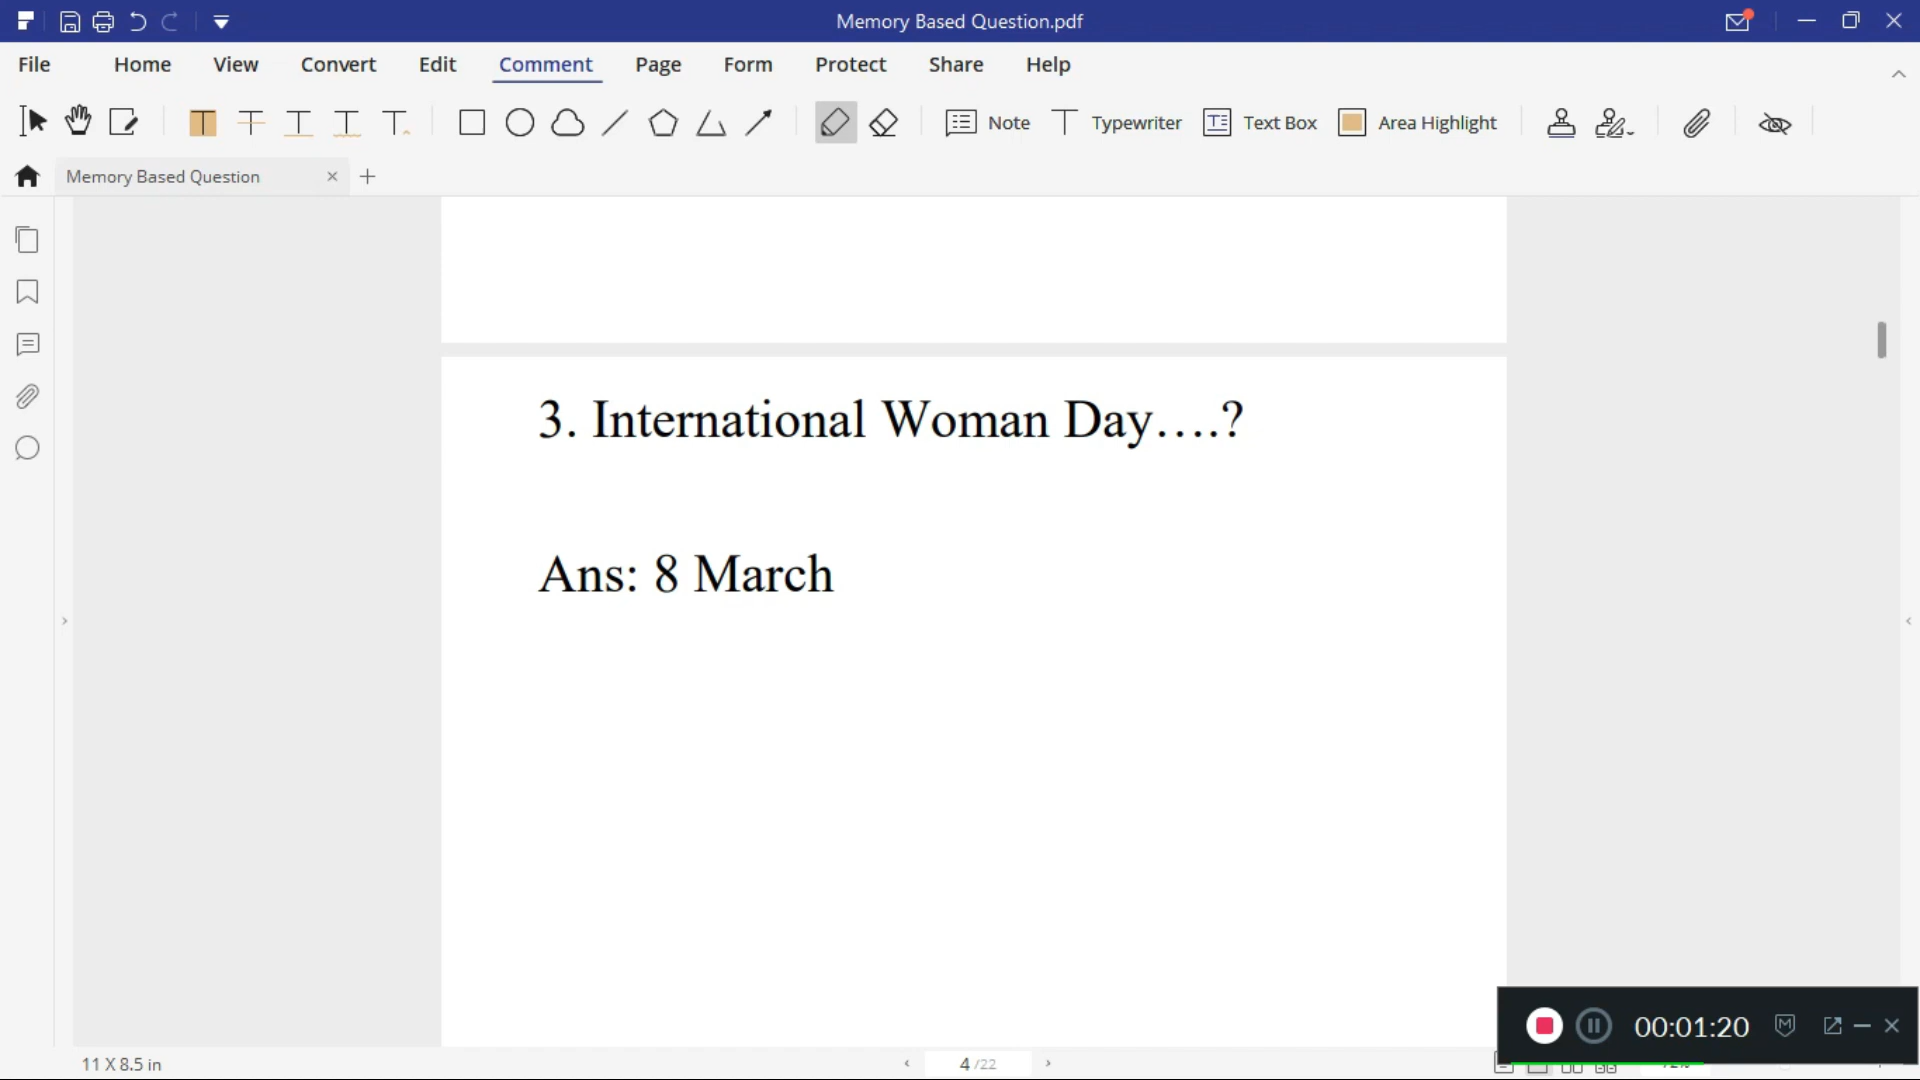 Memory Based Question.pdf
File Home View Convert Edit Comment Page Form Protect Share Help
Note Typewriter Text Box Area Highlight
Memory Based Question
3. International Woman Day….?
Ans: 8 March
00:01:20
11 X 8.5 in
4 /22